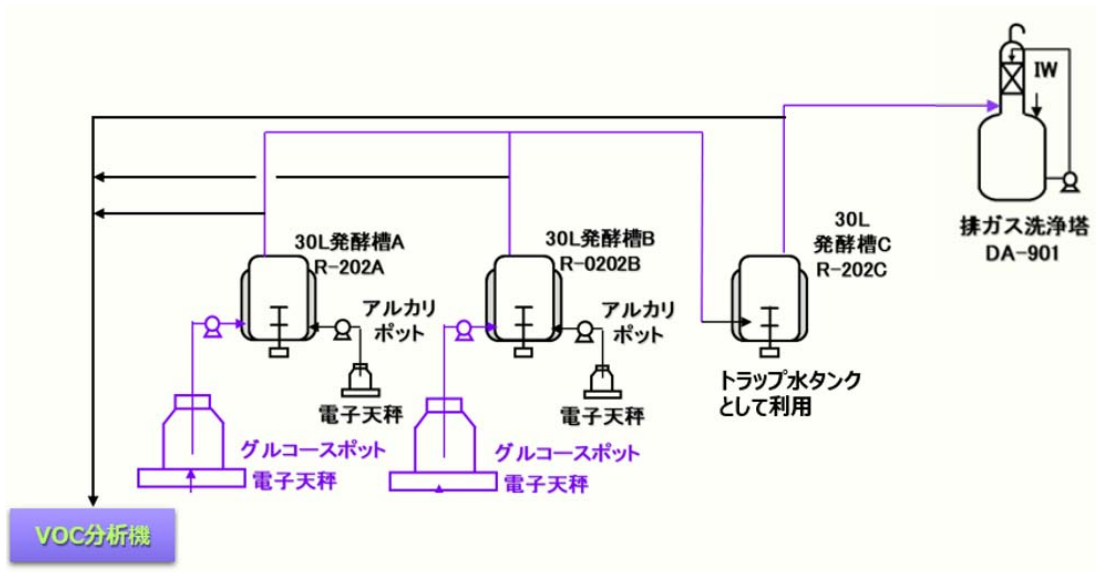 IW
排ガス洗浄塔
DA-901
30L
発酵槽C
R-202C
30L発酵槽A
R-202A
30L発酵槽B
R-0202B
アルカリ
ポット
アルカリ
ポット
トラップ水タンク
として利用
電子天秤
電子天秤
グルコースポット
電子天秤
グルコースポット
電子天秤
VOC分析機